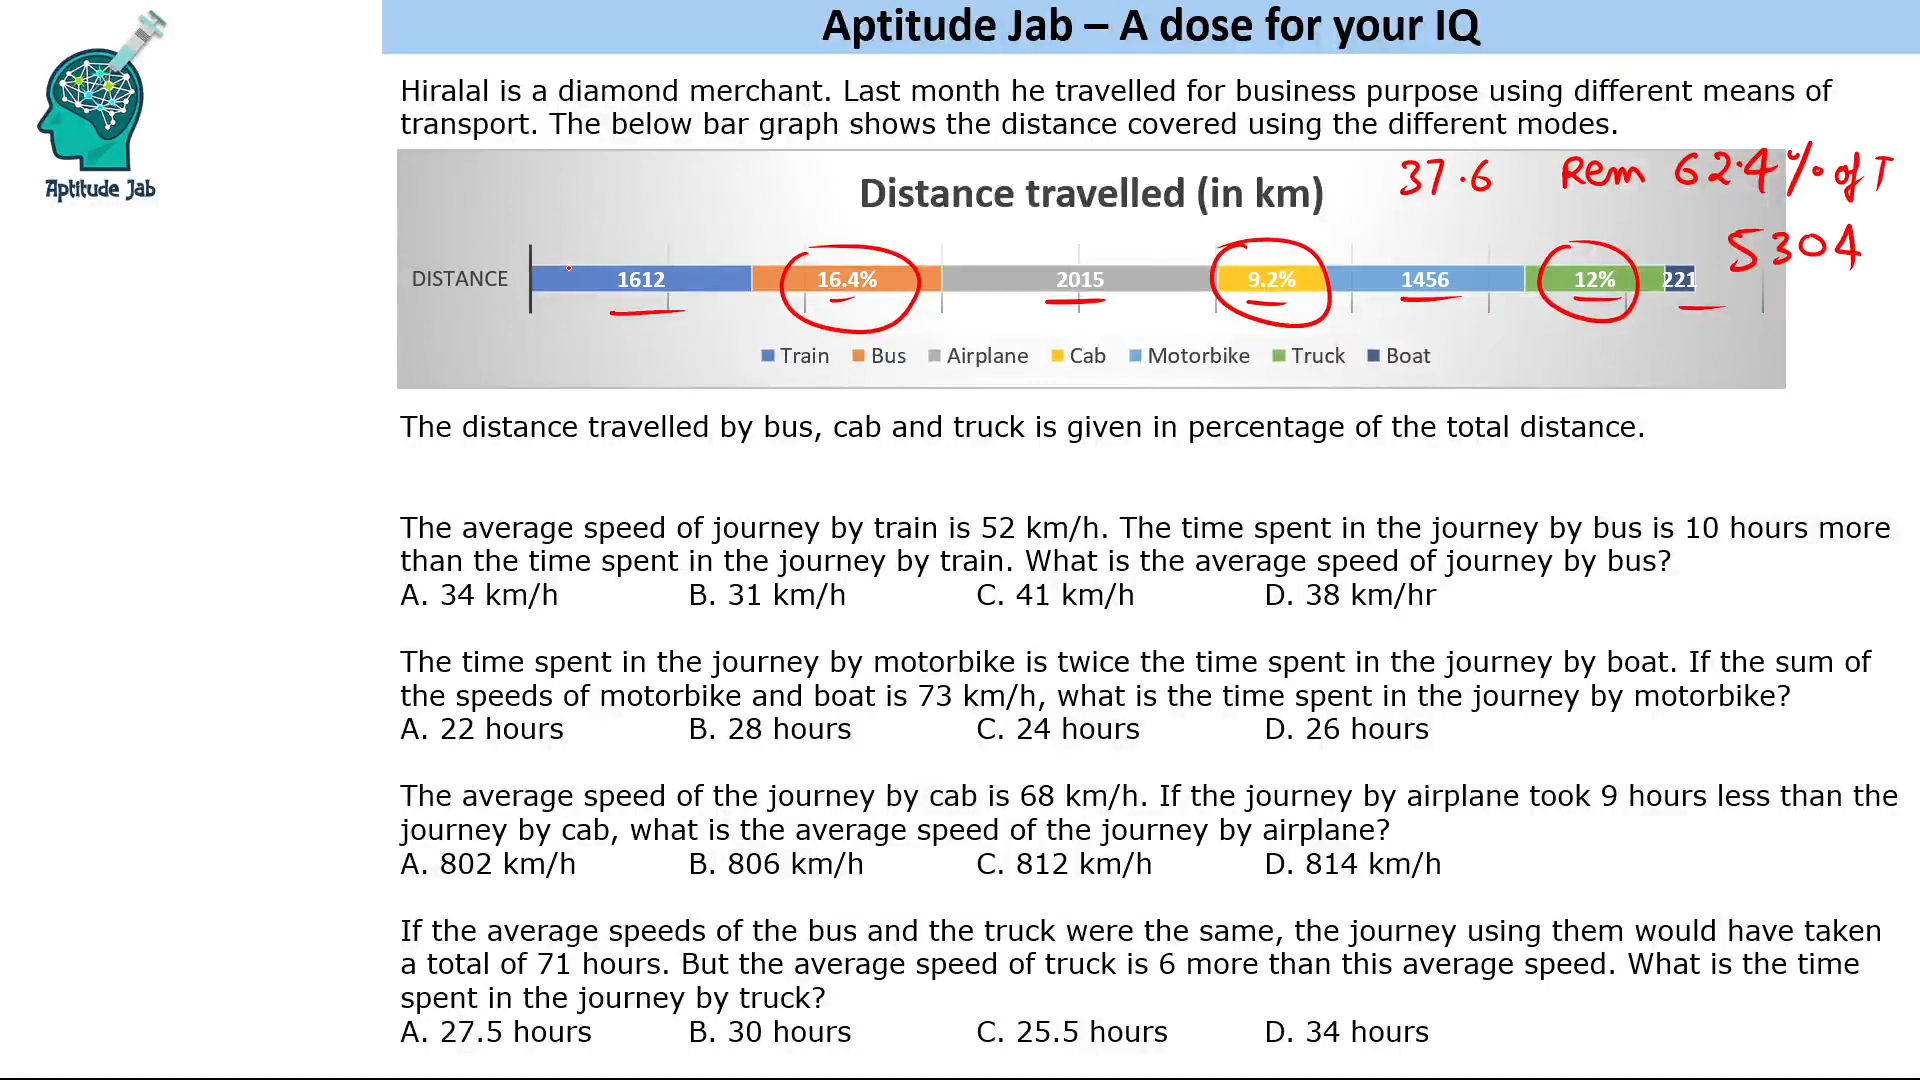 Aptitude Jab – A dose for your IQ
Aptitude Jab
Hiralal is a diamond merchant. Last month he travelled for business purpose using different means of
transport. The below bar graph shows the distance covered using the different modes.
37.6 Rem 62.4% of T
Distance travelled (in km)
5304
DISTANCE 1612 16.4% 2015 9.2% 1456 12% 221
Train Bus Airplane Cab Motorbike Truck Boat
The distance travelled by bus, cab and truck is given in percentage of the total distance.
The average speed of journey by train is 52 km/h. The time spent in the journey by bus is 10 hours more
than the time spent in the journey by train. What is the average speed of journey by bus?
A. 34 km/h B. 31 km/h C. 41 km/h D. 38 km/hr
The time spent in the journey by motorbike is twice the time spent in the journey by boat. If the sum of
the speeds of motorbike and boat is 73 km/h, what is the time spent in the journey by motorbike?
A. 22 hours B. 28 hours C. 24 hours D. 26 hours
The average speed of the journey by cab is 68 km/h. If the journey by airplane took 9 hours less than the
journey by cab, what is the average speed of the journey by airplane?
A. 802 km/h B. 806 km/h C. 812 km/h D. 814 km/h
If the average speeds of the bus and the truck were the same, the journey using them would have taken
a total of 71 hours. But the average speed of truck is 6 more than this average speed. What is the time
spent in the journey by truck?
A. 27.5 hours B. 30 hours C. 25.5 hours D. 34 hours